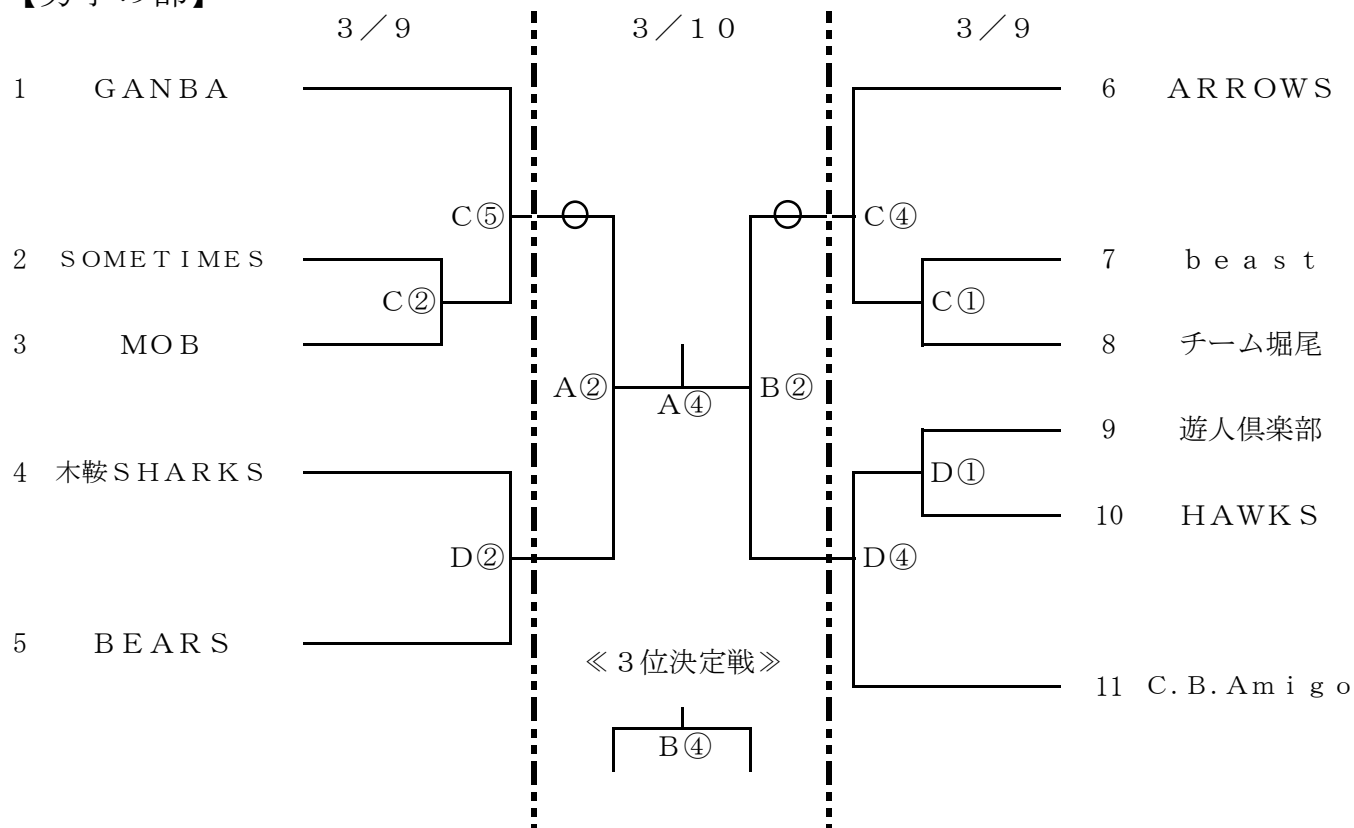 【男子の部】
3／9 3／10 3／9
1 GANBA
6 ARROWS
C⑤ C④
2 SOMETIMES
7 beast
C② C①
3 MOB
8 チーム堀尾
A② A④ B②
9 遊人倶楽部
4 木鞍SHARKS
D①
10 HAWKS
D② D④
5 BEARS
≪3位決定戦≫
11 C.B.Amigo
B④